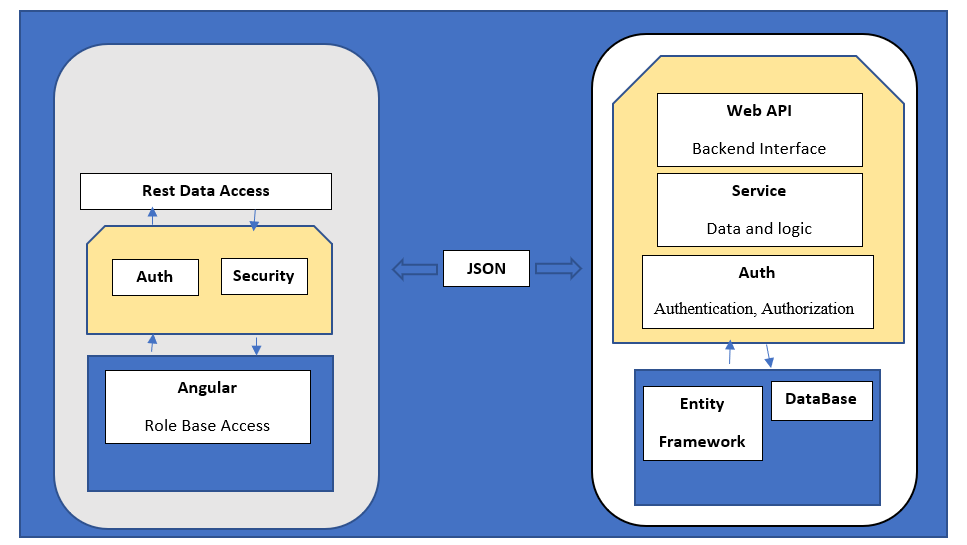 Rest Data Access
Auth
Security
Angular
Role Base Access
JSON
Web API
Backend Interface
Service
Data and logic
Auth
Authentication, Authorization
Entity
Framework
DataBase